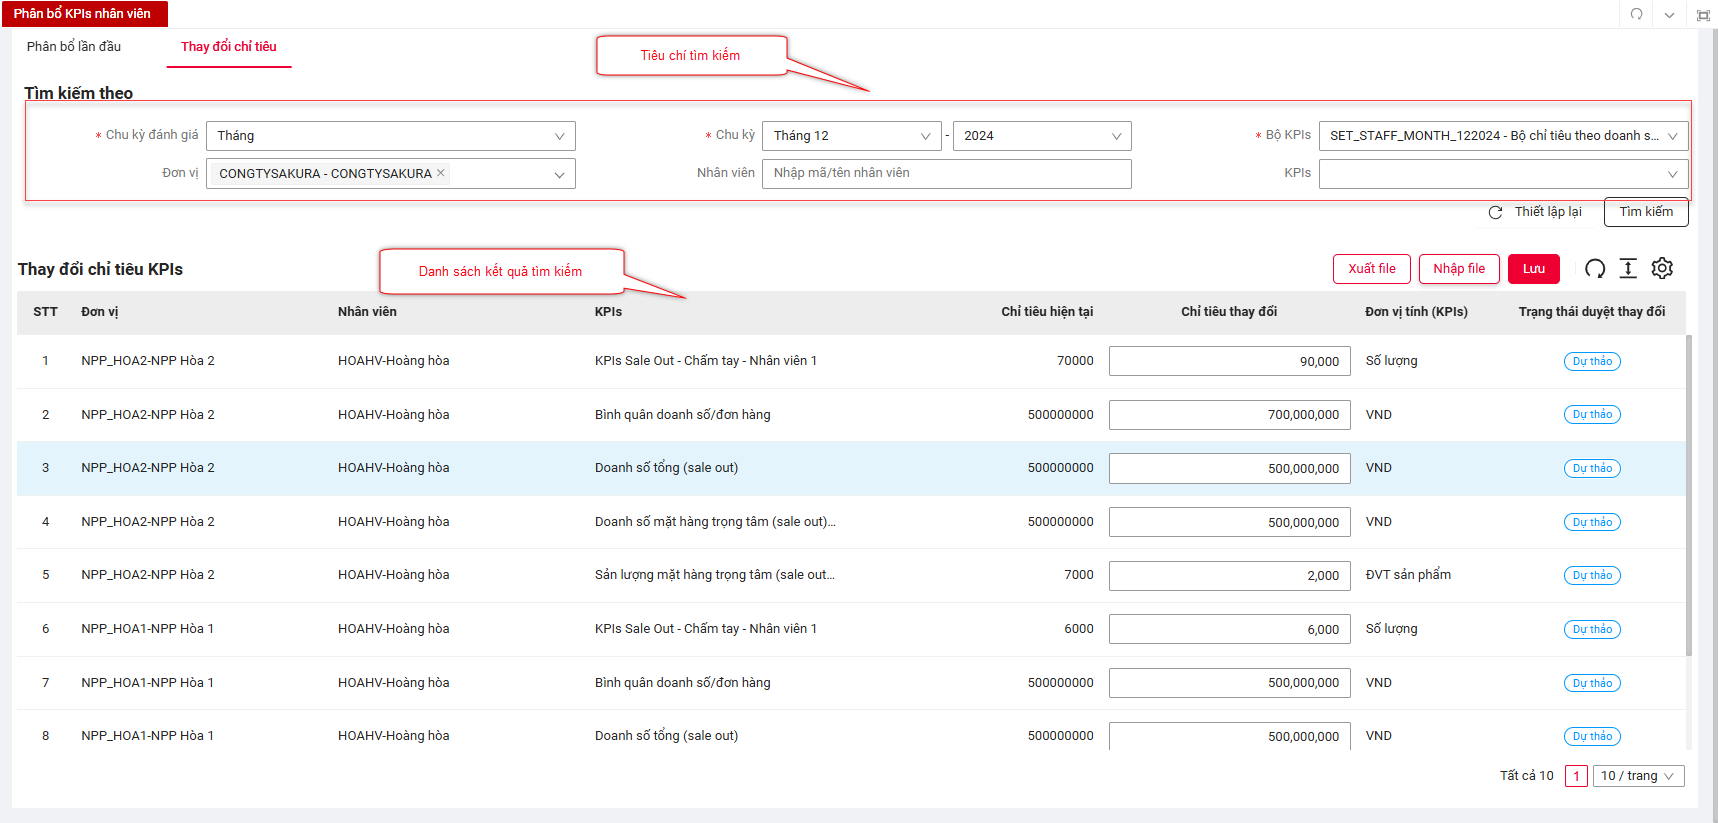 Phân bổ KPIs nhân viên
Phân bổ lần đầu Thay đổi chỉ tiêu
Tiêu chí tìm kiếm
Tìm kiếm theo
* Chu kỳ đánh giá Tháng * Chu kỳ Tháng 12 - 2024 * Bộ KPIs SET_STAFF_MONTH_122024 - Bộ chỉ tiêu theo doanh s...
Đơn vị CONGTYSAKURA - CONGTYSAKURA × Nhân viên Nhập mã/tên nhân viên KPIs
Thiết lập lại Tìm kiếm
Thay đổi chỉ tiêu KPIs Danh sách kết quả tìm kiếm Xuất file Nhập file Lưu
STT Đơn vị Nhân viên KPIs Chỉ tiêu hiện tại Chỉ tiêu thay đổi Đơn vị tính (KPIs) Trạng thái duyệt thay đổi
1 NPP_HOA2-NPP Hòa 2 HOAHV-Hoàng hòa KPIs Sale Out - Chấm tay - Nhân viên 1 70000 90,000 Số lượng Dự thảo
2 NPP_HOA2-NPP Hòa 2 HOAHV-Hoàng hòa Bình quân doanh số/đơn hàng 500000000 700,000,000 VND Dự thảo
3 NPP_HOA2-NPP Hòa 2 HOAHV-Hoàng hòa Doanh số tổng (sale out) 500000000 500,000,000 VND Dự thảo
4 NPP_HOA2-NPP Hòa 2 HOAHV-Hoàng hòa Doanh số mặt hàng trọng tâm (sale out)... 500000000 500,000,000 VND Dự thảo
5 NPP_HOA2-NPP Hòa 2 HOAHV-Hoàng hòa Sản lượng mặt hàng trọng tâm (sale out... 7000 2,000 ĐVT sản phẩm Dự thảo
6 NPP_HOA1-NPP Hòa 1 HOAHV-Hoàng hòa KPIs Sale Out - Chấm tay - Nhân viên 1 6000 6,000 Số lượng Dự thảo
7 NPP_HOA1-NPP Hòa 1 HOAHV-Hoàng hòa Bình quân doanh số/đơn hàng 500000000 500,000,000 VND Dự thảo
8 NPP_HOA1-NPP Hòa 1 HOAHV-Hoàng hòa Doanh số tổng (sale out) 500000000 500,000,000 VND Dự thảo
Tất cả 10 1 10 / trang